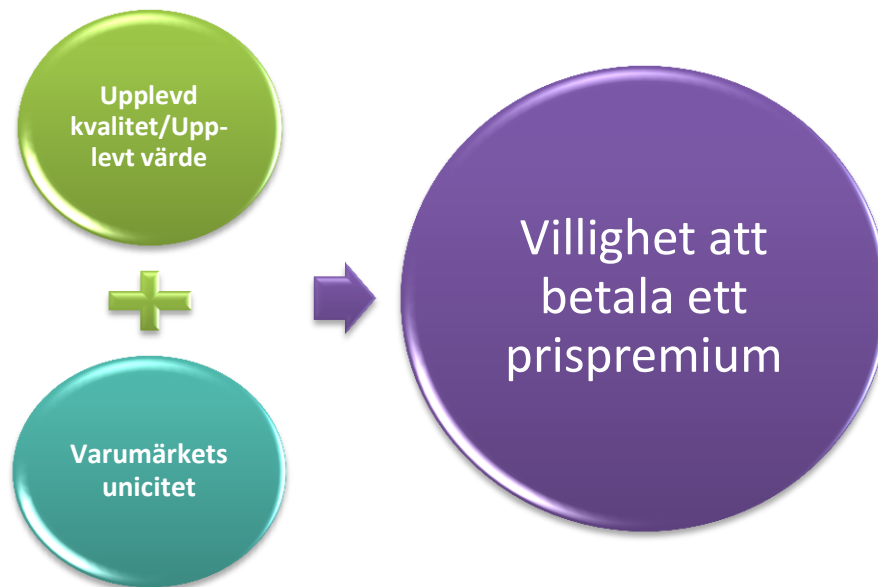 Upplevd
kvalitet/Upp-
levt värde
Varumärkets
unicitet
Villighet att
betala ett
prispremium